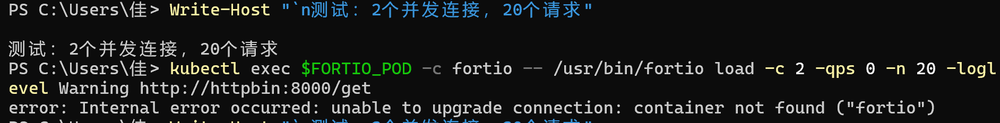 PS C:\Users\佳> Write-Host "`n测试：2个并发连接，20个请求"
测试：2个并发连接，20个请求
PS C:\Users\佳> kubectl exec $FORTIO_POD -c fortio -- /usr/bin/fortio load -c 2 -qps 0 -n 20 -logl
evel Warning http://httpbin:8000/get
error: Internal error occurred: unable to upgrade connection: container not found ("fortio")